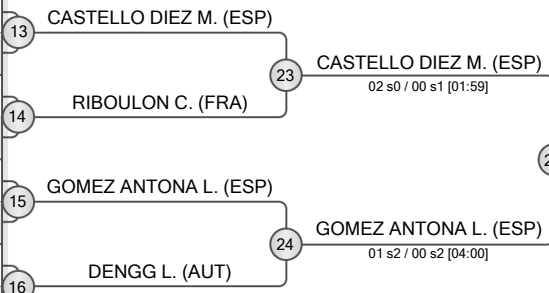 13
CASTELLO DIEZ M. (ESP)
23
CASTELLO DIEZ M. (ESP)
02 s0 / 00 s1 [01:59]
14
RIBOULON C. (FRA)
15
GOMEZ ANTONA L. (ESP)
24
GOMEZ ANTONA L. (ESP)
01 s2 / 00 s2 [04:00]
16
DENGG L. (AUT)